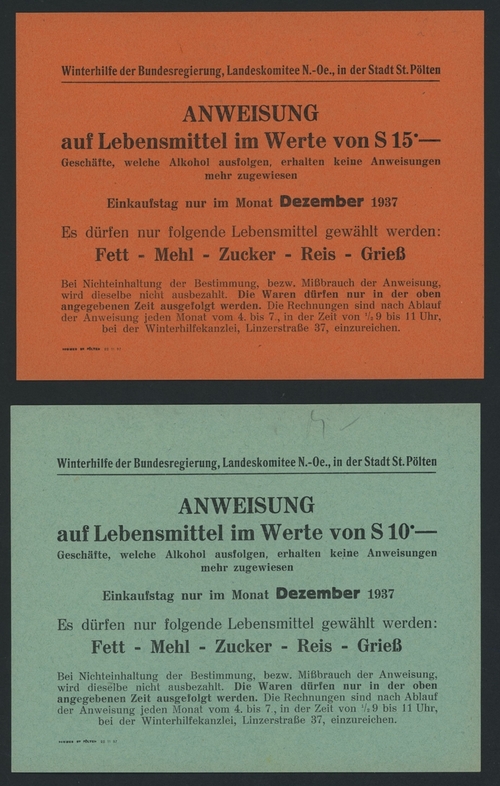 Winterhilfe der Bundesregierung, Landeskomitee N.-Oe., in der Stadt St. Pölten
ANWEISUNG
auf Lebensmittel im Werte von S 15·—
Geschäfte, welche Alkohol ausfolgen, erhalten keine Anweisungen
mehr zugewiesen
Einkaufstag nur im Monat Dezember 1937
Es dürfen nur folgende Lebensmittel gewählt werden:
Fett - Mehl - Zucker - Reis - Grieß
Bei Nichteinhaltung der Bestimmung, bezw. Mißbrauch der Anweisung,
wird dieselbe nicht ausbezahlt. Die Waren dürfen nur in der oben
angegebenen Zeit ausgefolgt werden. Die Rechnungen sind nach Ablauf
der Anweisung jeden Monat vom 4. bis 7., in der Zeit von ½9 bis 11 Uhr,
bei der Winterhilfekanzlei, Linzerstraße 37, einzureichen.
Winterhilfe der Bundesregierung, Landeskomitee N.-Oe., in der Stadt St. Pölten
ANWEISUNG
auf Lebensmittel im Werte von S 10·—
Geschäfte, welche Alkohol ausfolgen, erhalten keine Anweisungen
mehr zugewiesen
Einkaufstag nur im Monat Dezember 1937
Es dürfen nur folgende Lebensmittel gewählt werden:
Fett - Mehl - Zucker - Reis - Grieß
Bei Nichteinhaltung der Bestimmung, bezw. Mißbrauch der Anweisung,
wird dieselbe nicht ausbezahlt. Die Waren dürfen nur in der oben
angegebenen Zeit ausgefolgt werden. Die Rechnungen sind nach Ablauf
der Anweisung jeden Monat vom 4. bis 7., in der Zeit von ½9 bis 11 Uhr,
bei der Winterhilfekanzlei, Linzerstraße 37, einzureichen.